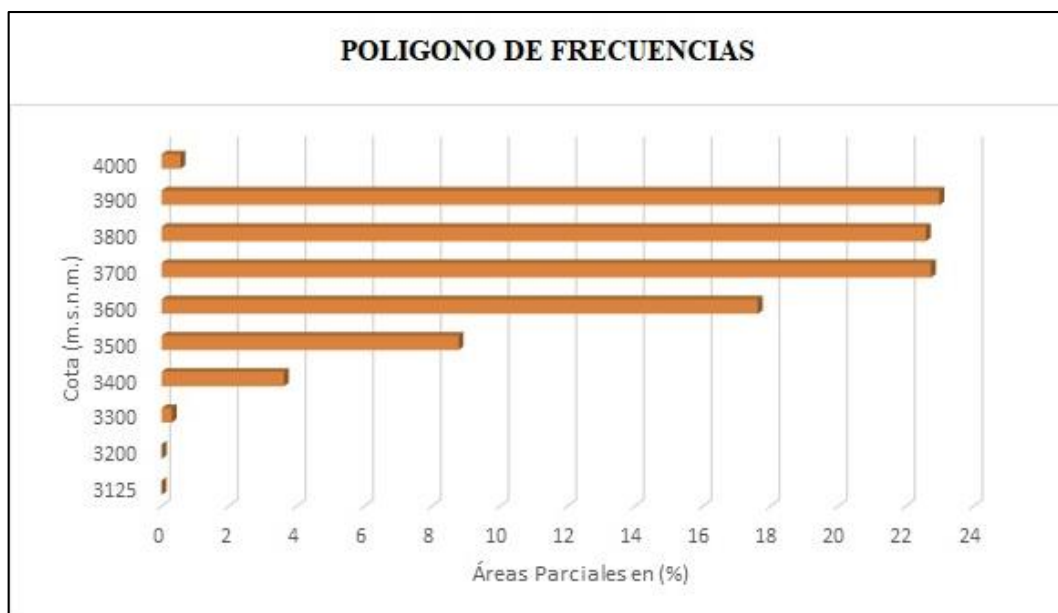 POLIGONO DE FRECUENCIAS
4000
3900
3800
3700
3600
3500
3400
3300
3200
3125
Cota (m.s.n.m.)
0 2 4 6 8 10 12 14 16 18 20 22 24
Áreas Parciales en (%)